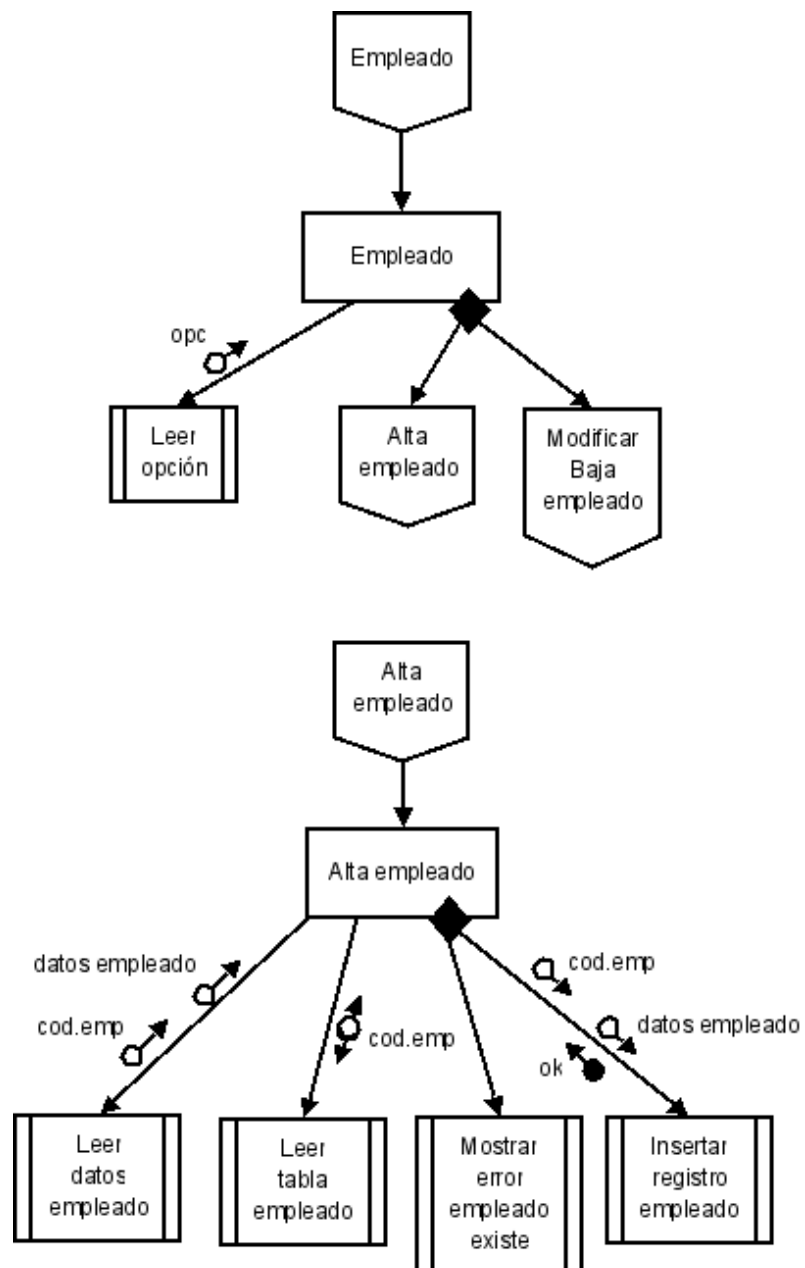 Empleado
Empleado
opc
Leer
opción
Alta
empleado
Modificar
Baja
empleado
Alta
empleado
Alta empleado
datos empleado
cod.emp
cod.emp
cod.emp
datos empleado
ok
Leer
datos
empleado
Leer
tabla
empleado
Mostrar
error
empleado
existe
Insertar
registro
empleado